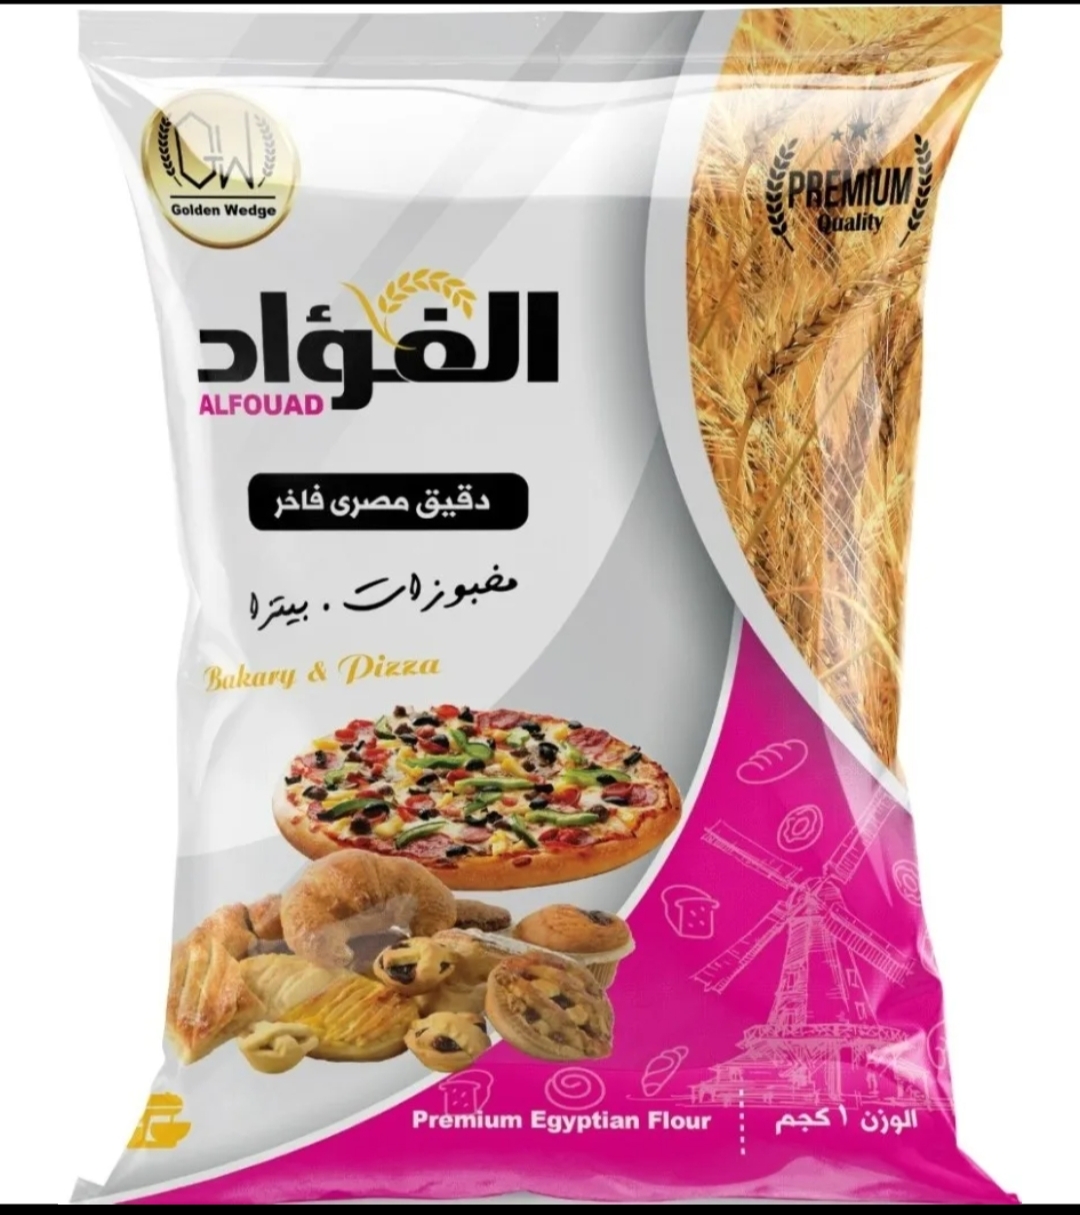 GW
Golden Wedge
PREMIUM
Quality
الفؤاد
ALFOUAD
دقيق مصرى فاخر
مخبوزات . بيتزا
Bakary & Pizza
Premium Egyptian Flour
الوزن ١ كجم